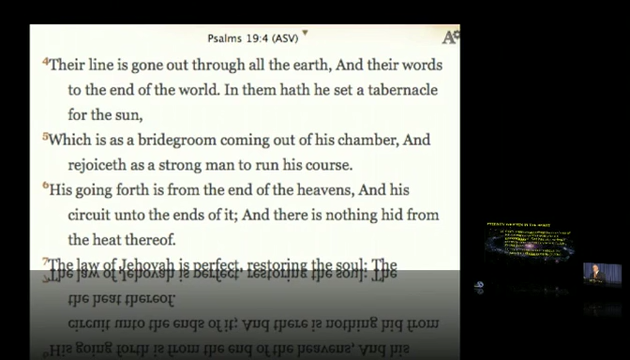 Psalms 19:4 (ASV)
4Their line is gone out through all the earth, And their words
to the end of the world. In them hath he set a tabernacle
for the sun,
5Which is as a bridegroom coming out of his chamber, And
rejoiceth as a strong man to run his course.
6His going forth is from the end of the heavens, And his
circuit unto the ends of it; And there is nothing hid from
the heat thereof.
7The law of Jehovah is perfect, restoring the soul: The